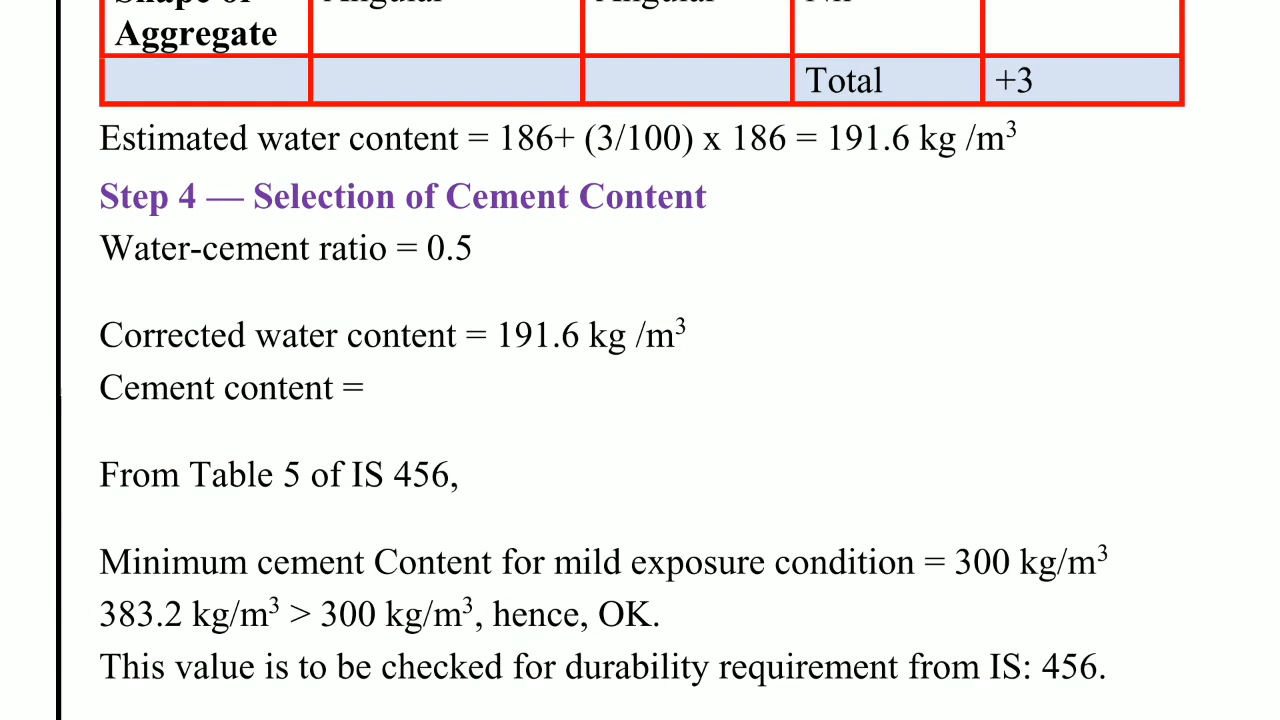 Aggregate
Total +3
Estimated water content = 186+ (3/100) x 186 = 191.6 kg /m³
Step 4 — Selection of Cement Content
Water-cement ratio = 0.5
Corrected water content = 191.6 kg /m³
Cement content =
From Table 5 of IS 456,
Minimum cement Content for mild exposure condition = 300 kg/m³
383.2 kg/m³ > 300 kg/m³, hence, OK.
This value is to be checked for durability requirement from IS: 456.